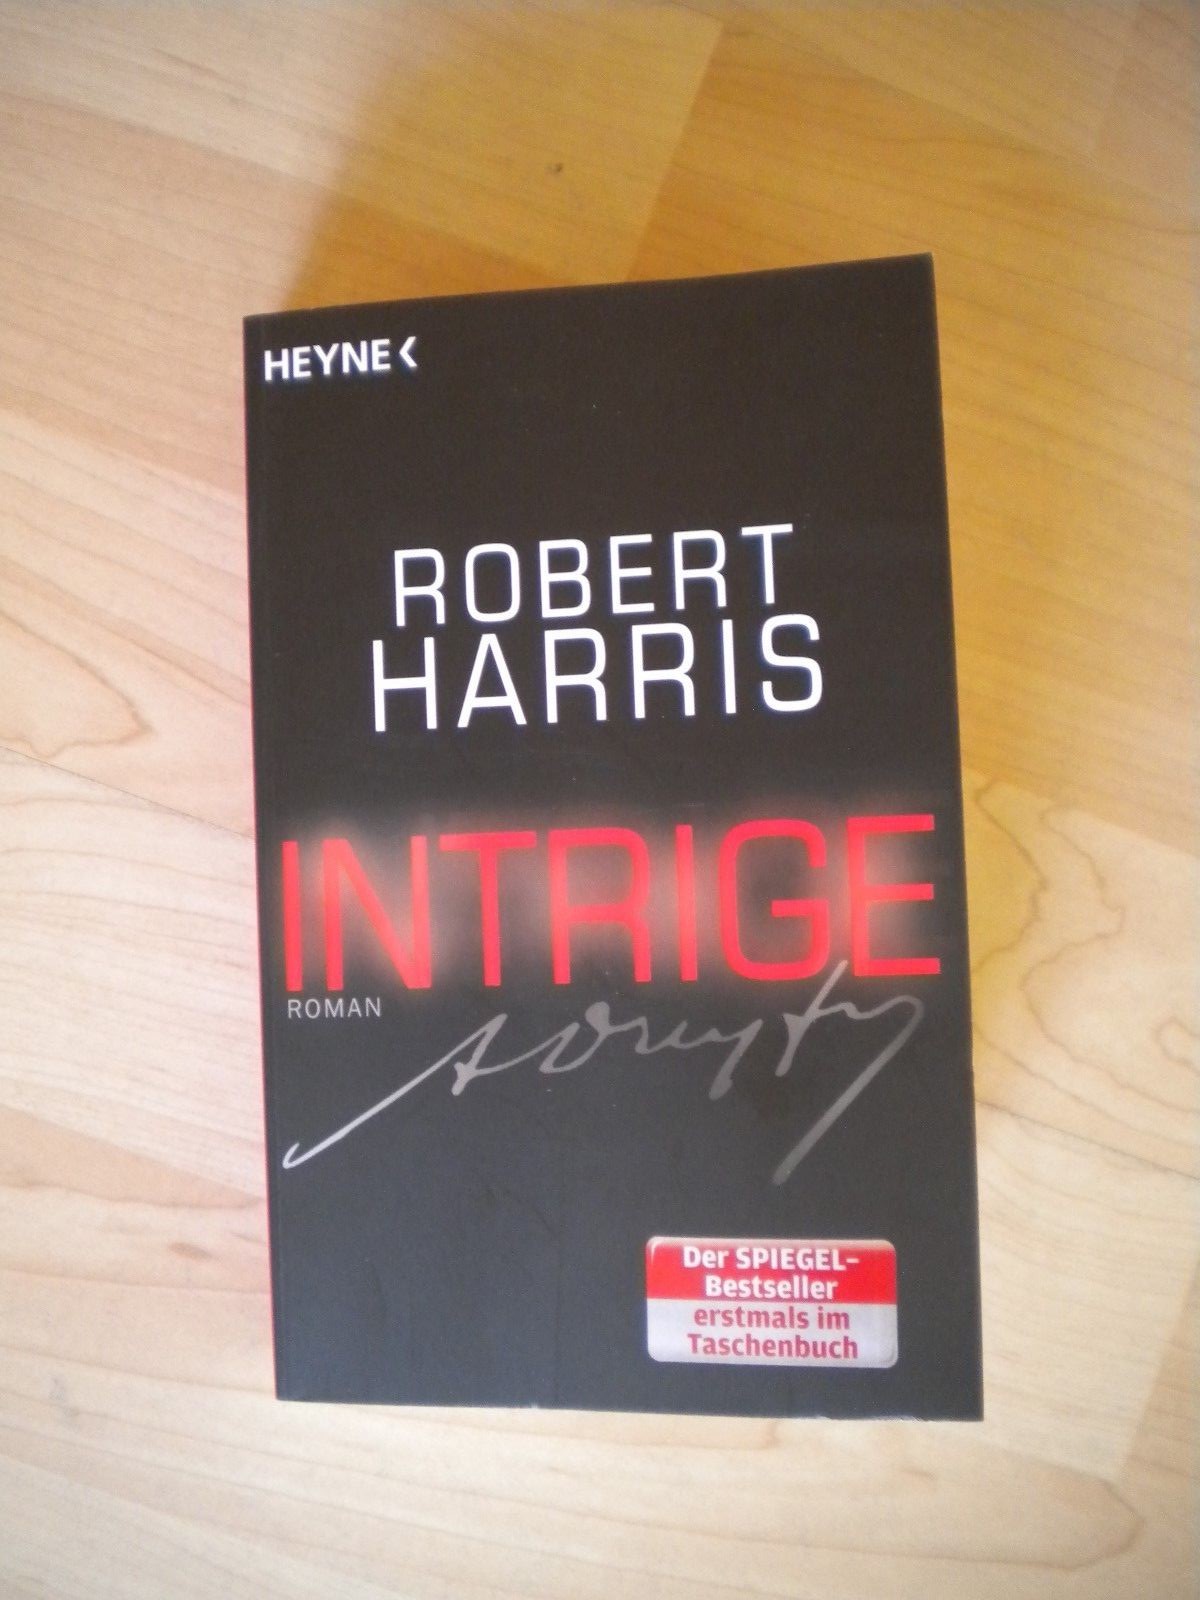 HEYNE<
ROBERT
HARRIS
INTRIGE
ROMAN
Der SPIEGEL-
Bestseller
erstmals im
Taschenbuch